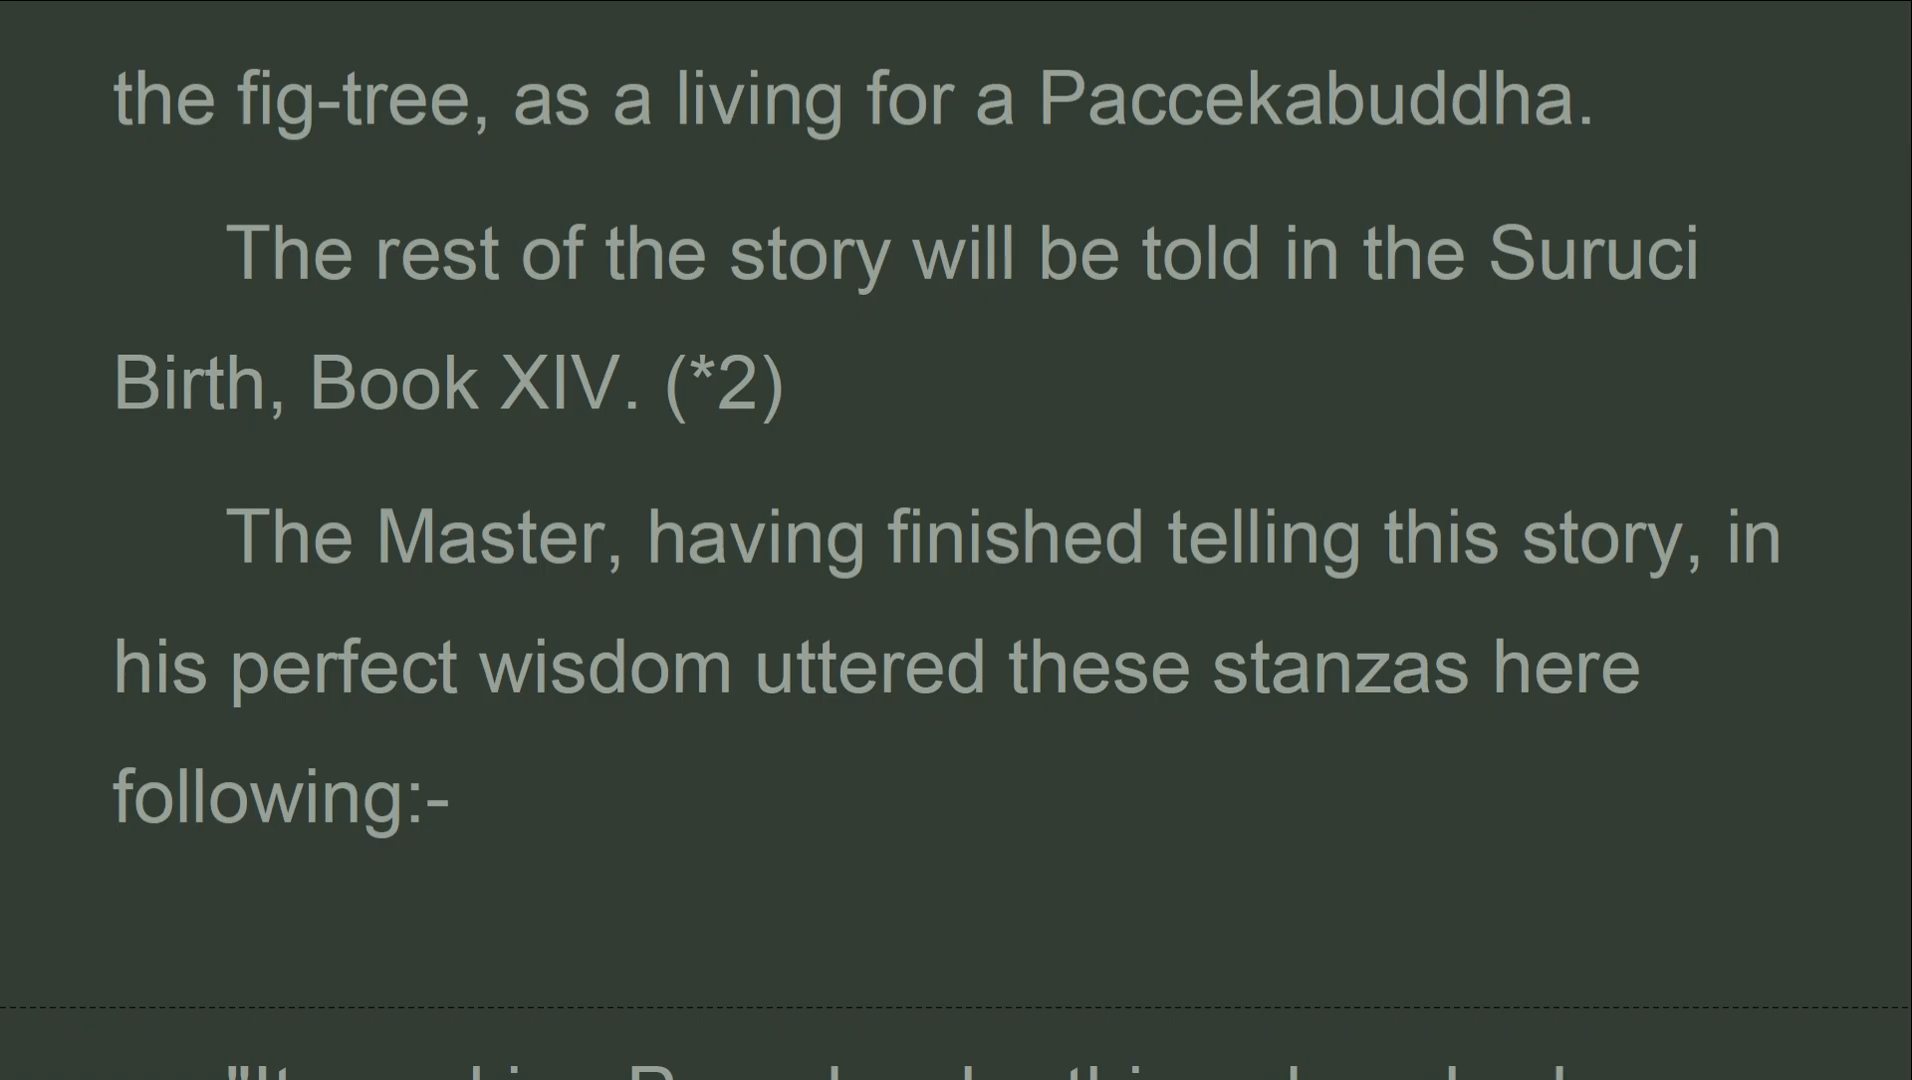 the fig-tree, as a living for a Paccekabuddha.
The rest of the story will be told in the Suruci
Birth, Book XIV. (*2)
The Master, having finished telling this story, in
his perfect wisdom uttered these stanzas here
following:-